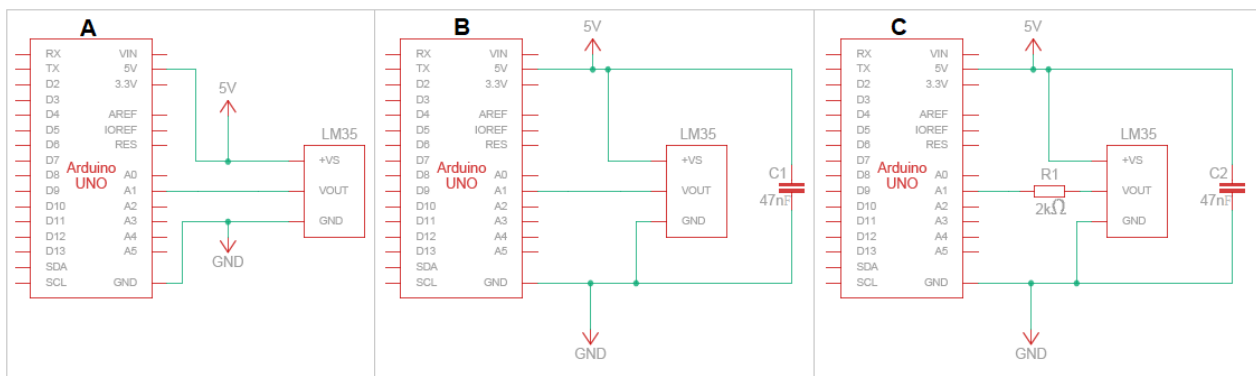 A
RX
TX
D2
D3
D4
D5
D6
D7
D8
D9
D10
D11
D12
D13
SDA
SCL
Arduino
UNO
VIN
5V
3.3V
AREF
IOREF
RES
A0
A1
A2
A3
A4
A5
GND
5V
GND
LM35
+VS
VOUT
GND
B
RX
TX
D2
D3
D4
D5
D6
D7
D8
D9
D10
D11
D12
D13
SDA
SCL
Arduino
UNO
VIN
5V
3.3V
AREF
IOREF
RES
A0
A1
A2
A3
A4
A5
GND
5V
GND
LM35
+VS
VOUT
GND
C1
47nF
C
RX
TX
D2
D3
D4
D5
D6
D7
D8
D9
D10
D11
D12
D13
SDA
SCL
Arduino
UNO
VIN
5V
3.3V
AREF
IOREF
RES
A0
A1
A2
A3
A4
A5
GND
5V
GND
R1
2kΩ
LM35
+VS
VOUT
GND
C2
47nF